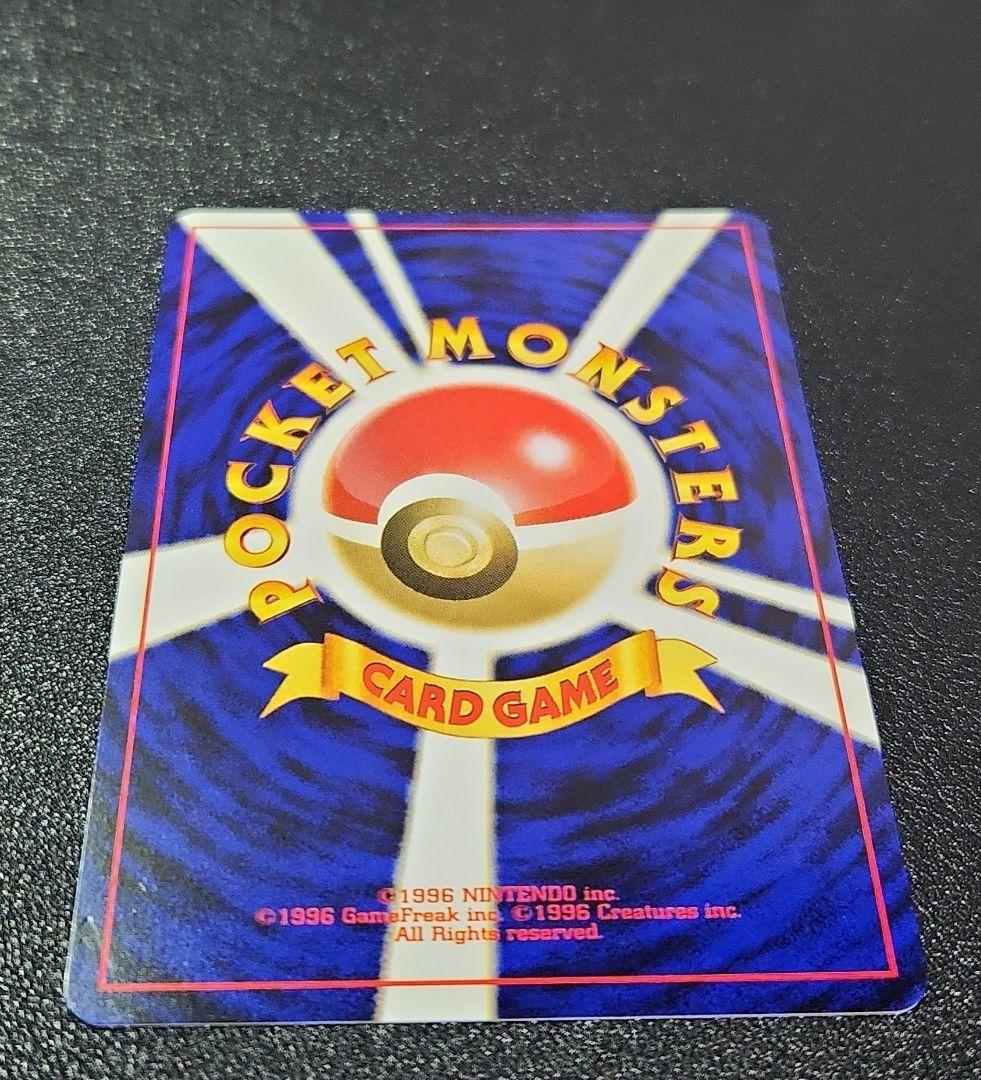 POCKET MONSTERS
CARD GAME
©1996 NINTENDO inc.
©1996 GameFreak inc. ©1996 Creatures inc.
All Rights reserved.